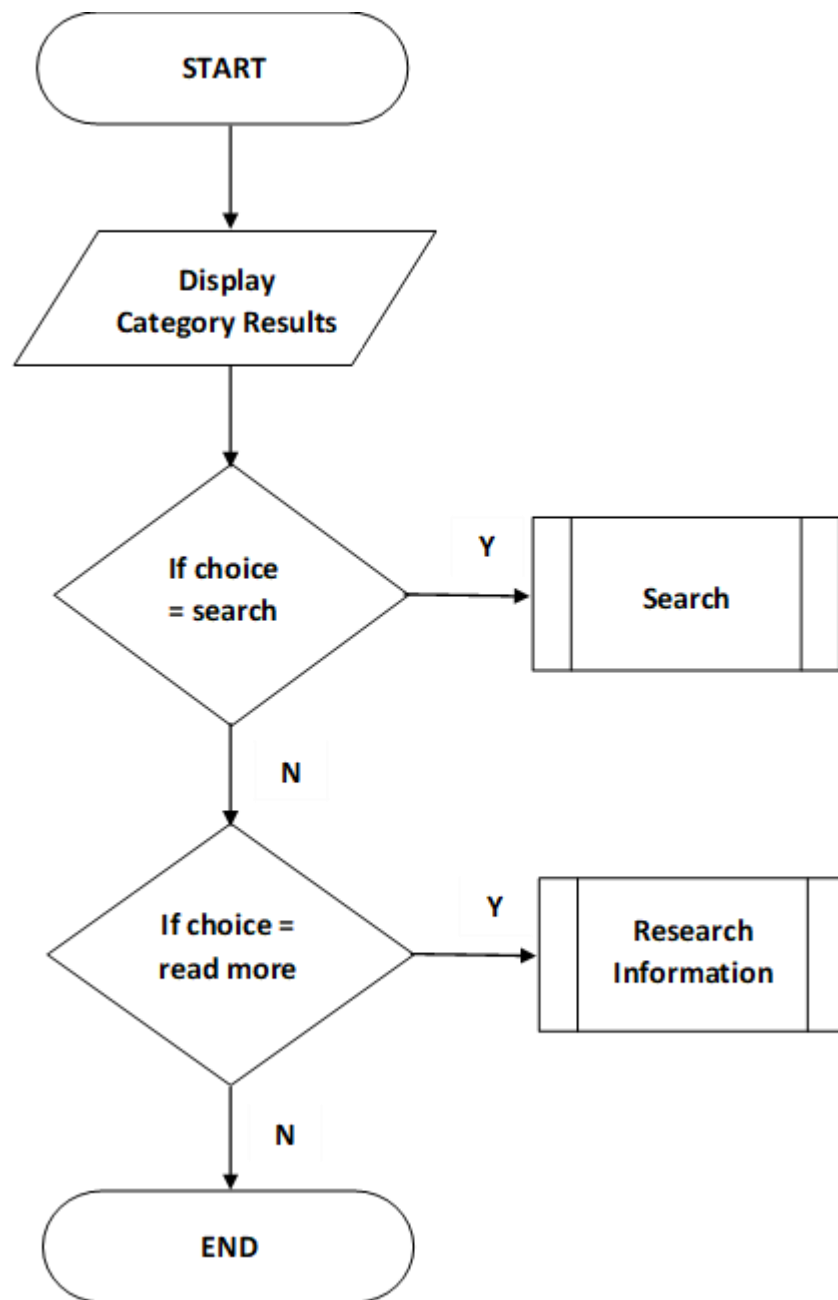 START
Display
Category Results
If choice
= search
Y
Search
N
If choice =
read more
Y
Research
Information
N
END